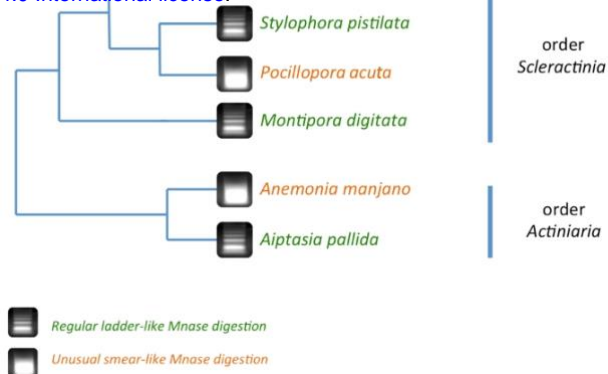 Stylophora pistilata
order
Scleractinia
Pocillopora acuta
Montipora digitata
Anemonia manjano
order
Actiniaria
Aiptasia pallida
Regular ladder-like Mnase digestion
Unusual smear-like Mnase digestion